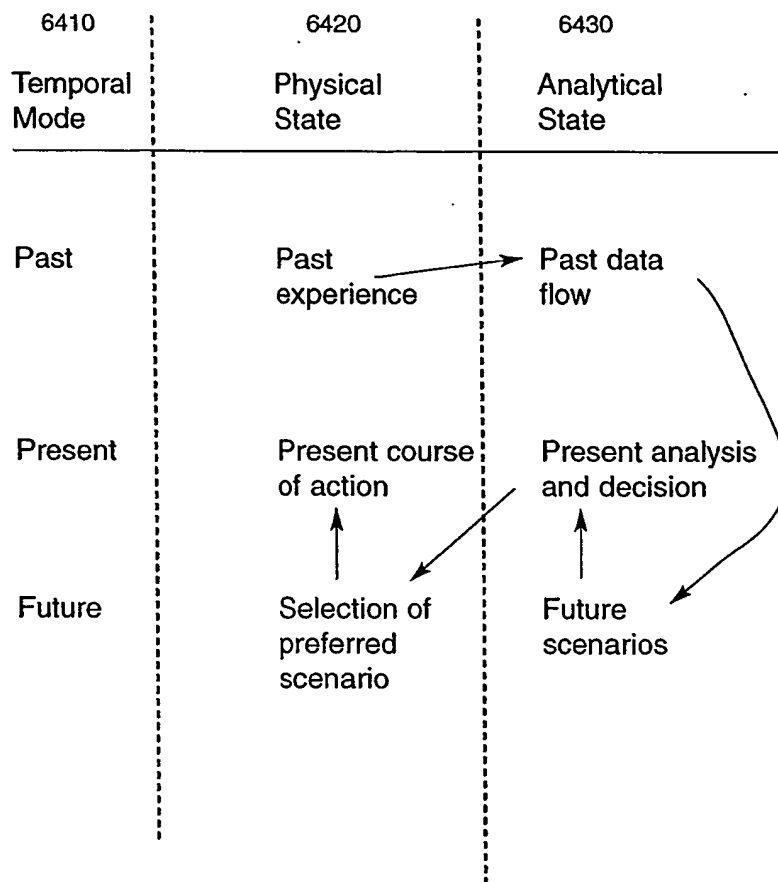 6410 6420 6430
Temporal Physical Analytical
Mode State State
Past Past Past data
experience flow
Present Present course Present analysis
of action and decision
Future Selection of Future
preferred scenarios
scenario